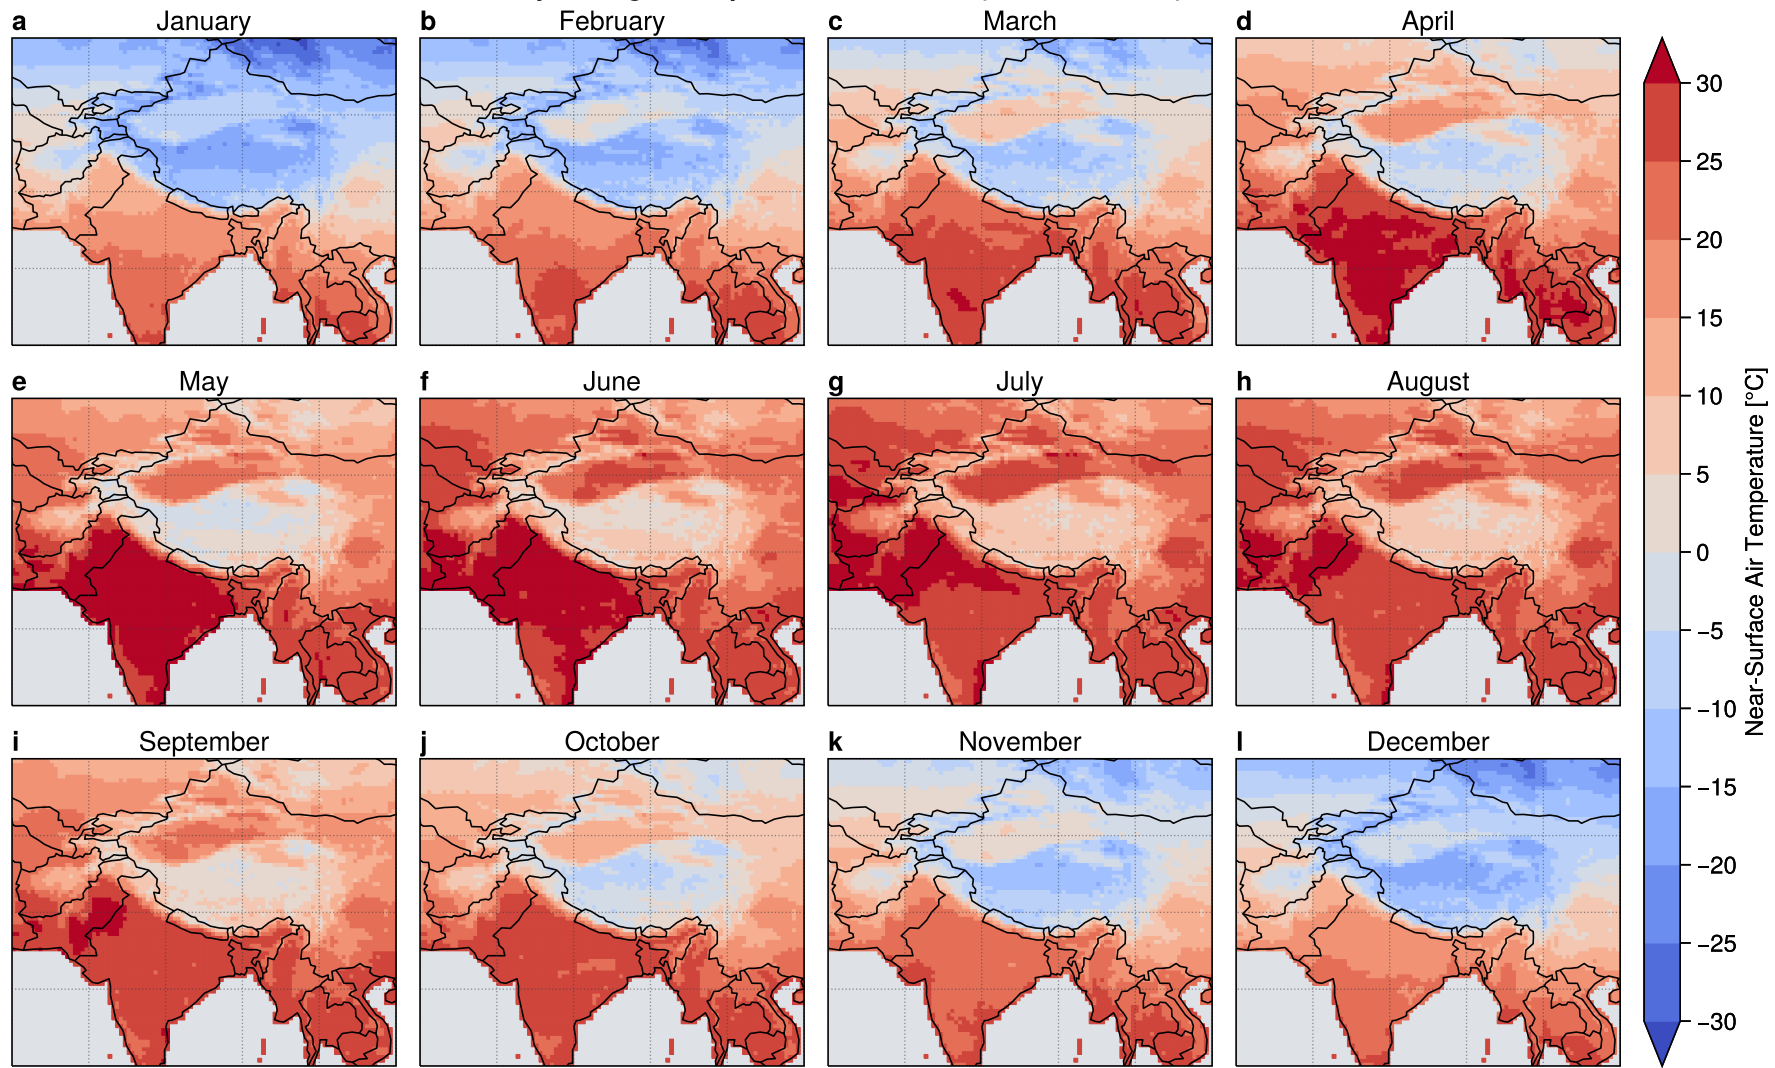 a January
b February
c March
d April
e May
f June
g July
h August
i September
j October
k November
l December
30
25
20
15
10
5
0
−5
−10
−15
−20
−25
−30
Near-Surface Air Temperature [°C]